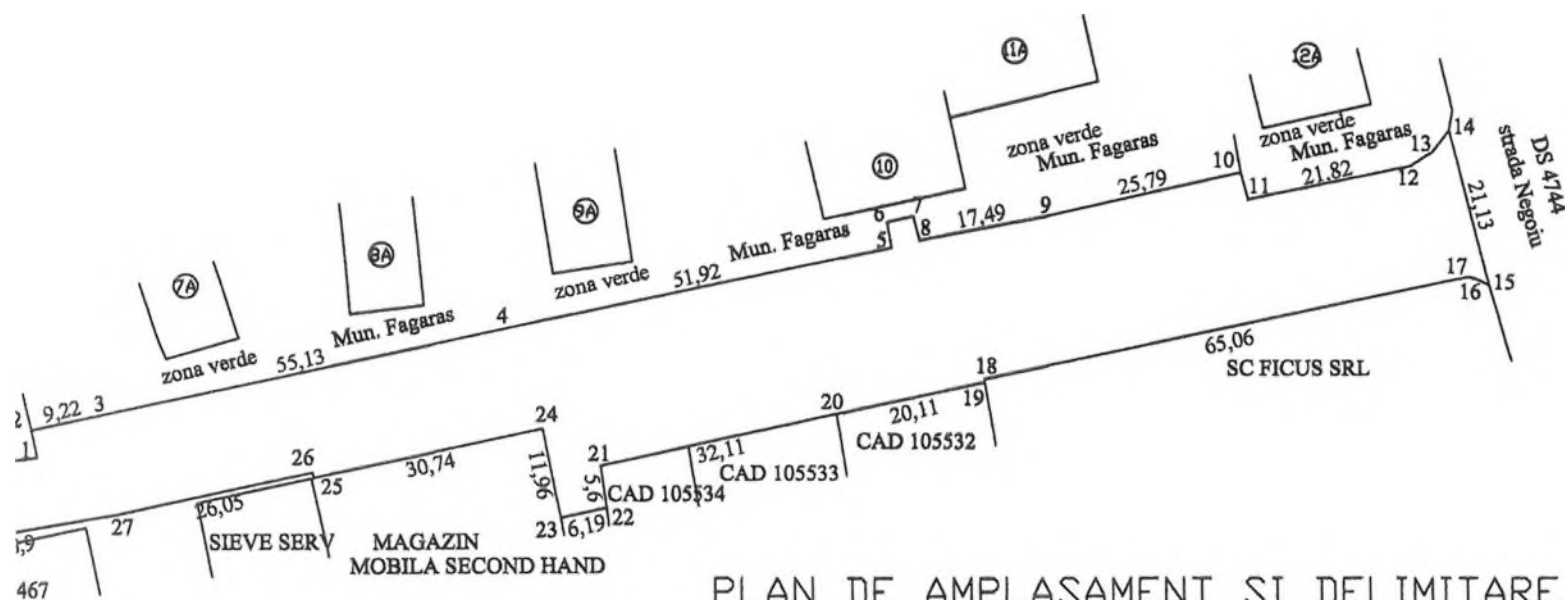 11A
12A
zona verde
Mun. Fagaras
zona verde
Mun. Fagaras
14
13
DS 4744
strada Negoiu
10
10
25,79
11
21,82
12
21,13
9A
6
7
9
17,49
8
5
Mun. Fagaras
8A
51,92
zona verde
7A
4
17
15
16
Mun. Fagaras
55,13
zona verde
65,06
SC FICUS SRL
18
19
9,22
3
2
1
24
20
20,11
CAD 105532
21
32,11
CAD 105533
26
30,74
11,96
5,6
CAD 105534
25
26,05
27
23
6,19
22
SIEVE SERV
MAGAZIN
MOBILA SECOND HAND
467
PLAN DE AMPLASAMENT SI DELIMITARE